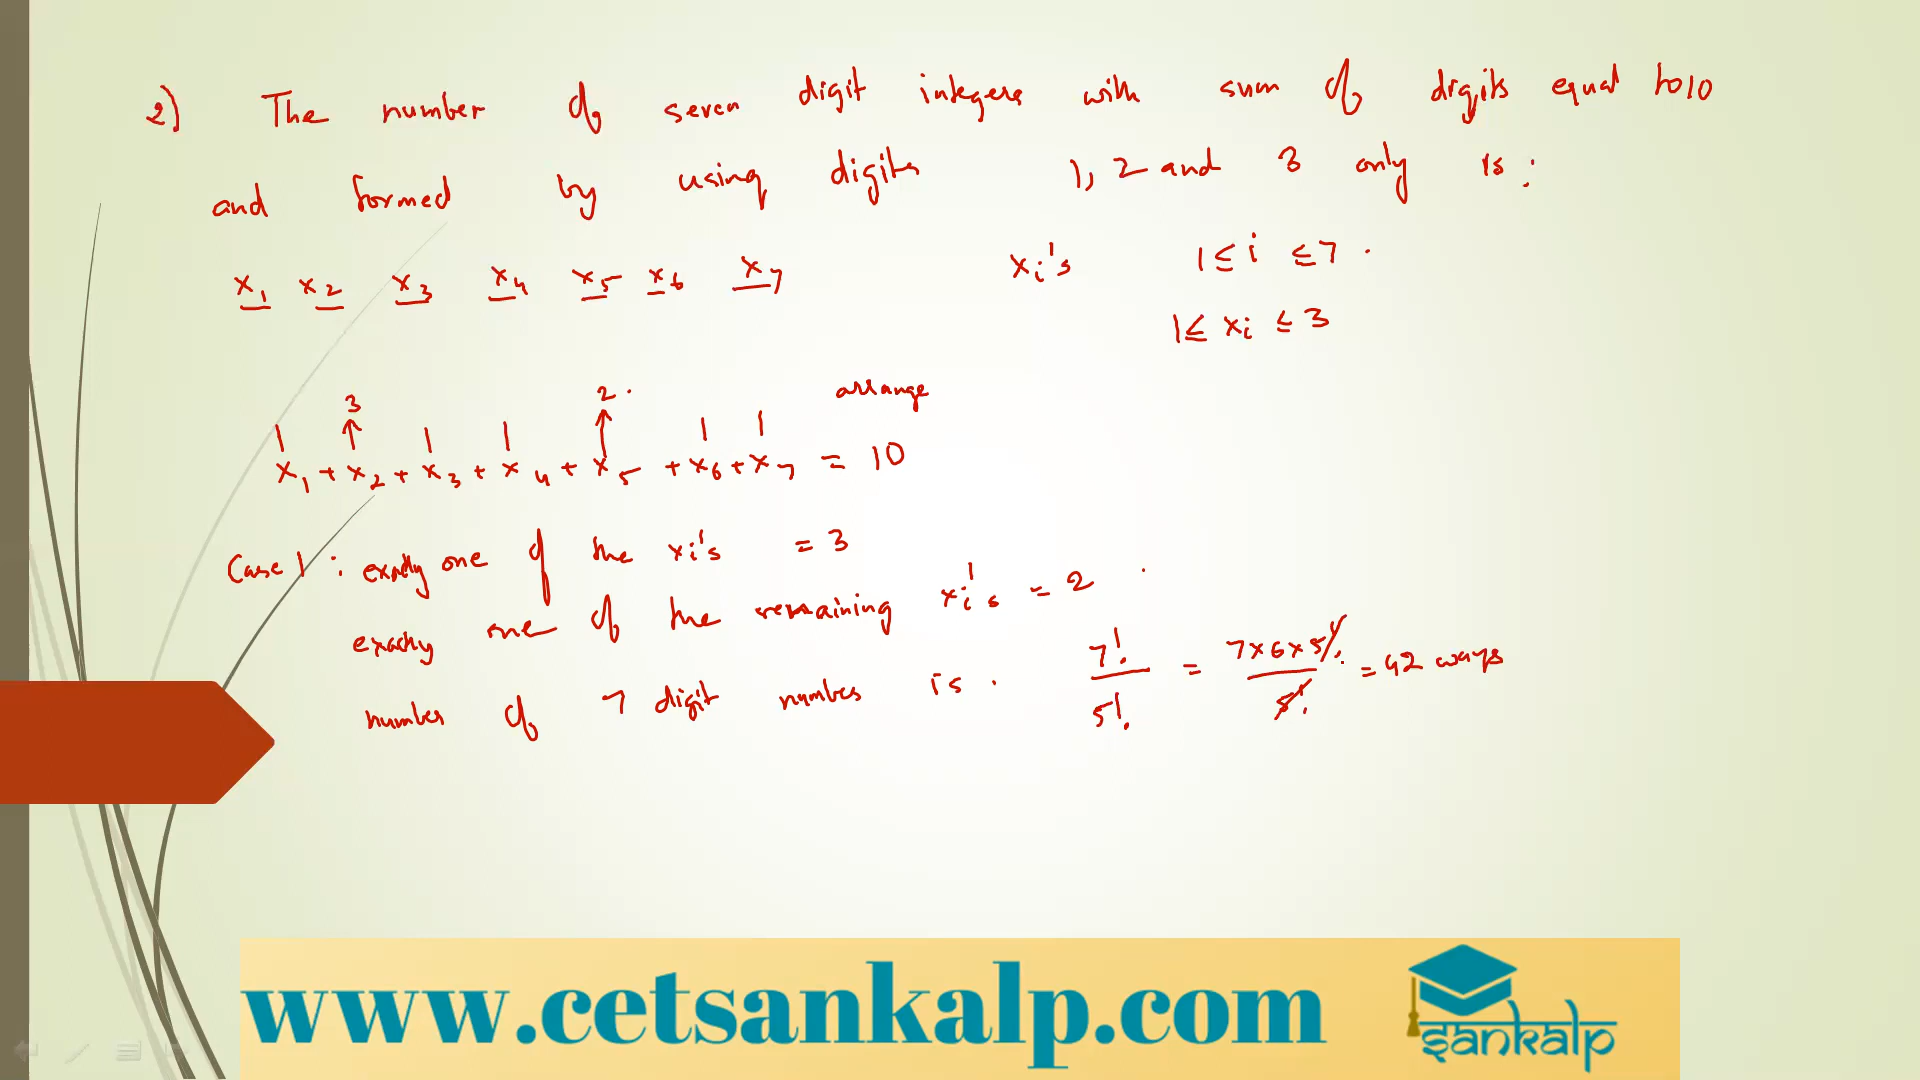 2) The number of seven digit integers with sum of digits equal to 10
and formed by using digits 1, 2 and 3 only is :
x1 x2 x3 x4 x5 x6 x7 xi's 1 ≤ i ≤ 7 .
1 ≤ xi ≤ 3
3 2 . arrange
1 1 1 1 1
x1 + x2 + x3 + x4 + x5 + x6 + x7 = 10
Case 1 : exactly one of the xi's = 3
exactly one of the remaining xi's = 2 .
number of 7 digit numbers is . 7!/5! = 7×6×5!/5! = 42 ways
www.cetsankalp.com
sankalp